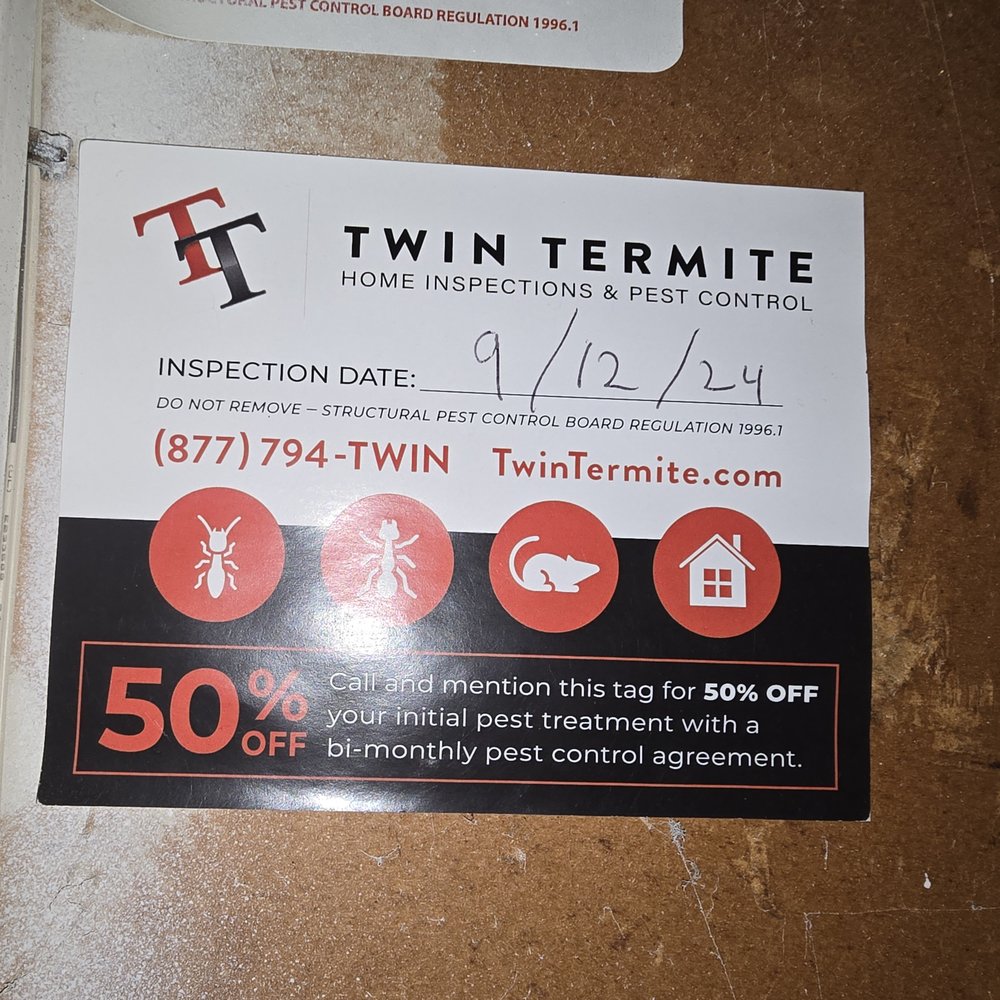 STRUCTURAL PEST CONTROL BOARD REGULATION 1996.1
TT
TWIN TERMITE
HOME INSPECTIONS & PEST CONTROL
INSPECTION DATE: 9/12/24
DO NOT REMOVE – STRUCTURAL PEST CONTROL BOARD REGULATION 1996.1
(877) 794-TWIN TwinTermite.com
50% OFF
Call and mention this tag for 50% OFF
your initial pest treatment with a
bi-monthly pest control agreement.